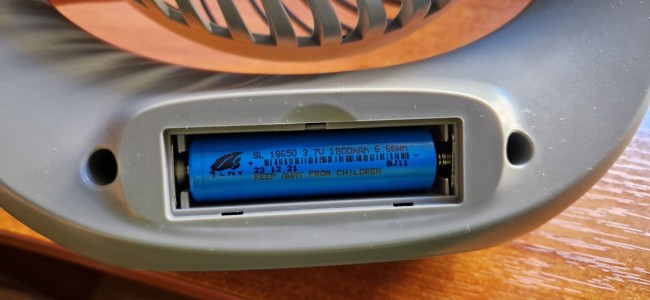 SL 18650 3.7V 1800mAh 6.66Wh
+ -
23 12 21 BJ11
KEEP AWAY FROM CHILDREN